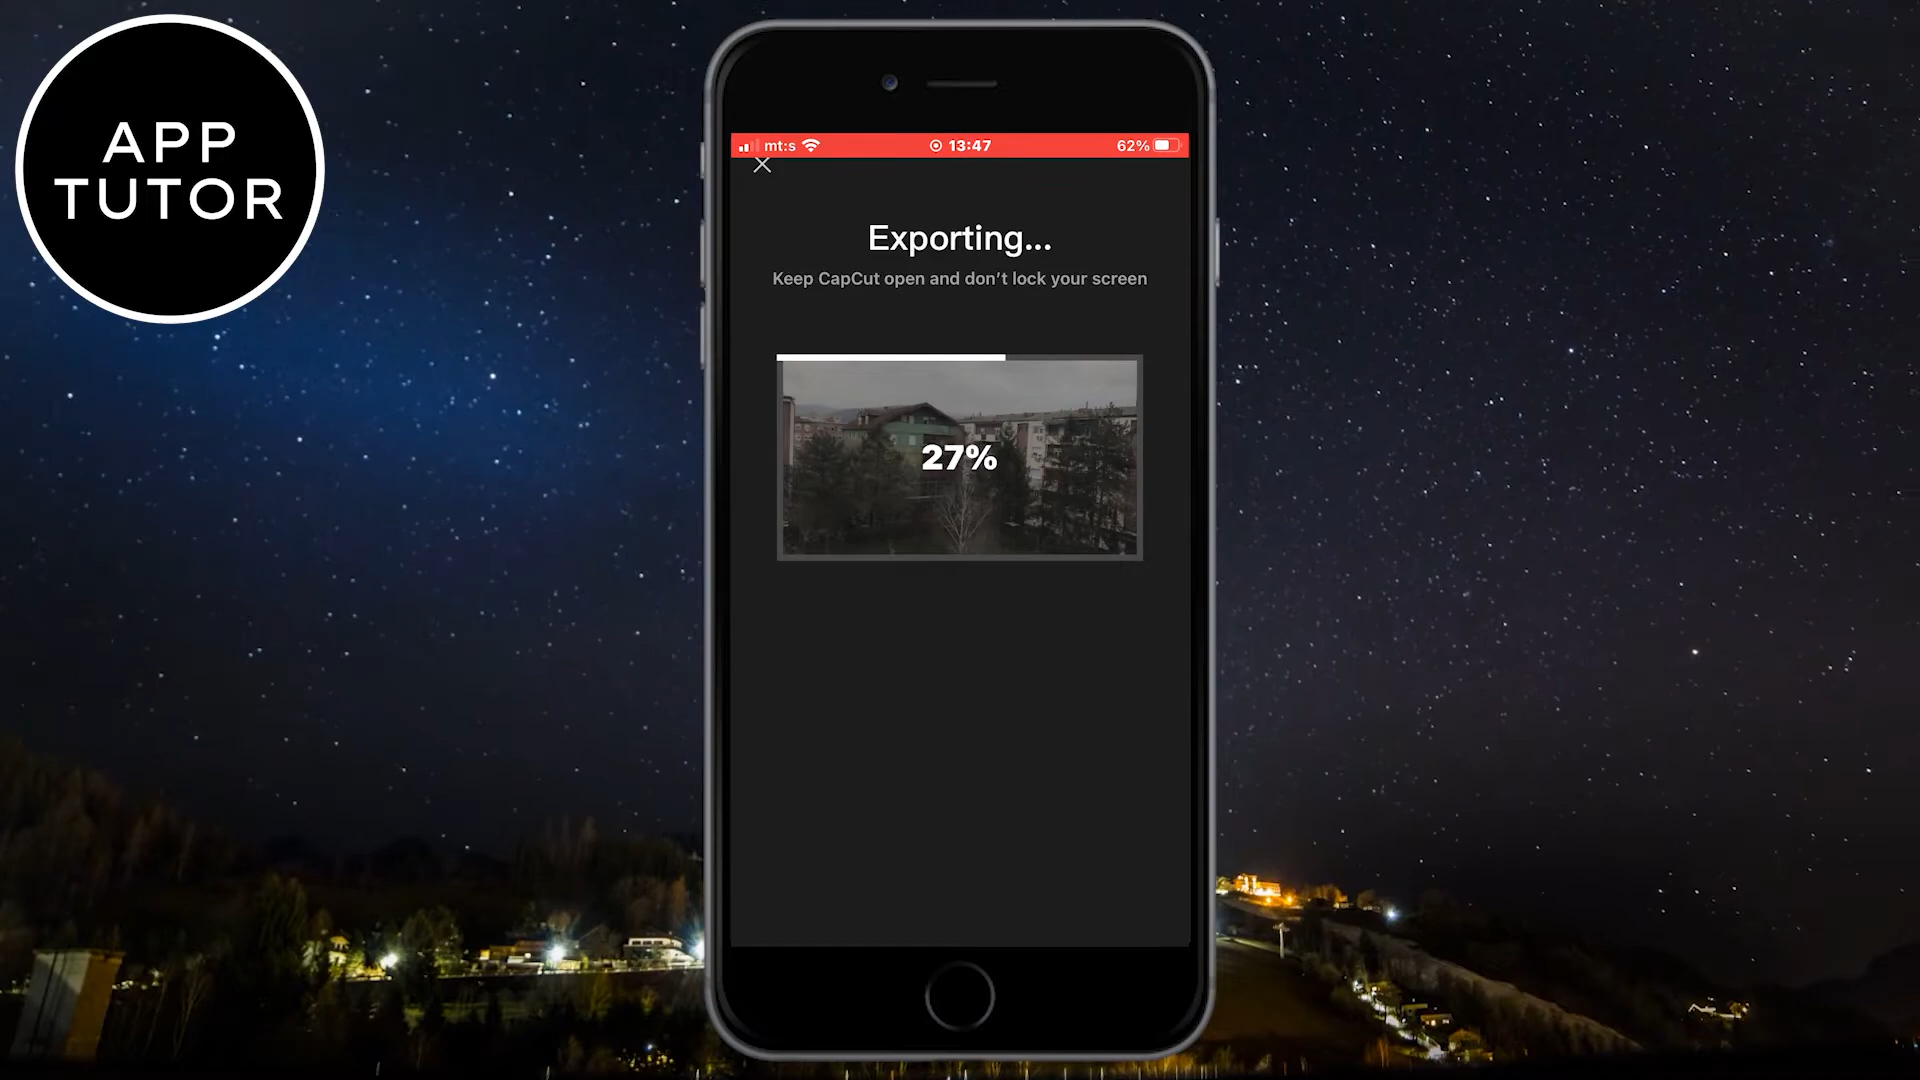 APP
TUTOR
mt:s
13:47
62%
Exporting...
Keep CapCut open and don't lock your screen
27%